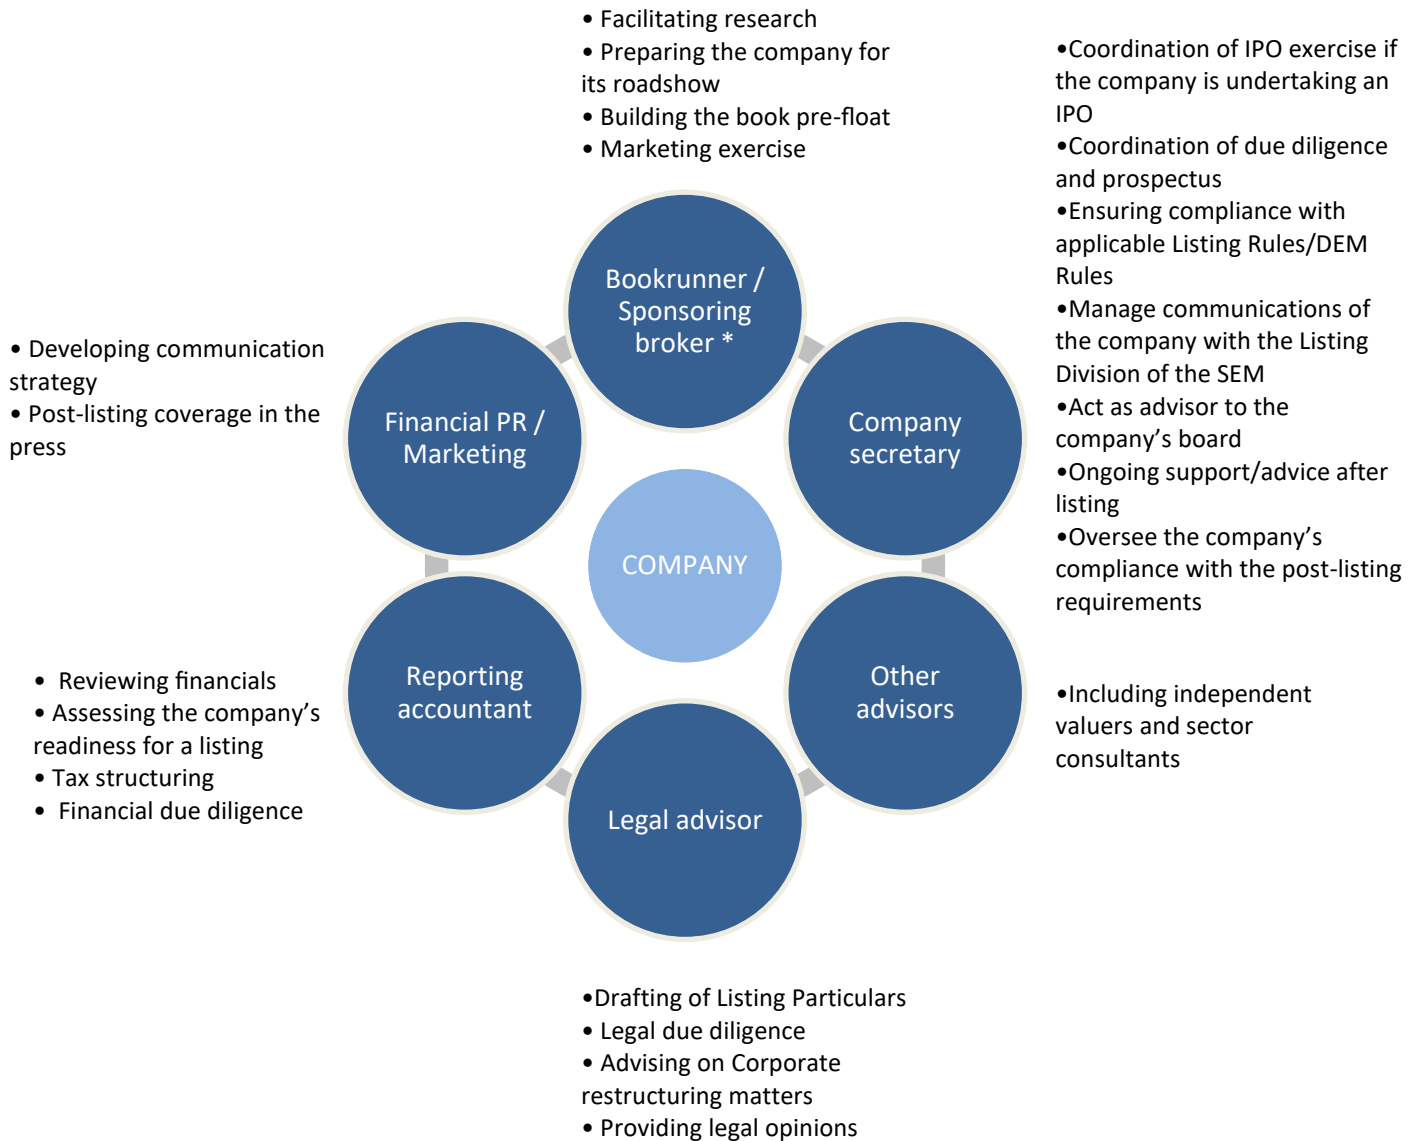 • Facilitating research
• Preparing the company for
its roadshow
• Building the book pre-float
• Marketing exercise
•Coordination of IPO exercise if
the company is undertaking an
IPO
•Coordination of due diligence
and prospectus
•Ensuring compliance with
applicable Listing Rules/DEM
Rules
•Manage communications of
the company with the Listing
Division of the SEM
•Act as advisor to the
company’s board
•Ongoing support/advice after
listing
•Oversee the company’s
compliance with the post-listing
requirements
Bookrunner /
Sponsoring
broker *
• Developing communication
strategy
• Post-listing coverage in the
press
Financial PR /
Marketing
Company
secretary
COMPANY
• Reviewing financials
• Assessing the company’s
readiness for a listing
• Tax structuring
• Financial due diligence
Reporting
accountant
Other
advisors
•Including independent
valuers and sector
consultants
Legal advisor
•Drafting of Listing Particulars
• Legal due diligence
• Advising on Corporate
restructuring matters
• Providing legal opinions